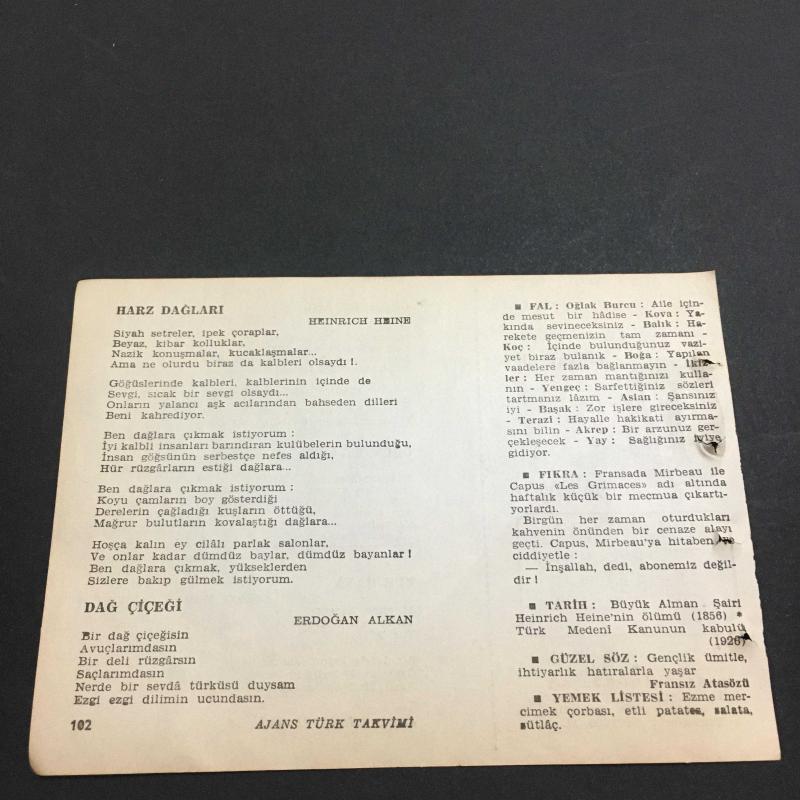 HARZ DAĞLARI
HEINRICH HEINE
Siyah setreler, ipek çoraplar,
Beyaz, kibar kolluklar,
Nazik konuşmalar, kucaklaşmalar...
Ama ne olurdu biraz da kalbleri olsaydı!.
Göğüslerinde kalbleri, kalblerinin içinde de
Sevgi, sıcak bir sevgi olsaydı...
Onların yalancı aşk acılarından bahseden dilleri
Beni kahrediyor.
Ben dağlara çıkmak istiyorum :
İyi kalbli insanları barındıran kulübelerin bulunduğu,
İnsan göğsünün serbestçe nefes aldığı,
Hür rüzgârların estiği dağlara...
Ben dağlara çıkmak istiyorum :
Koyu çamların boy gösterdiği
Derelerin çağladığı kuşların öttüğü,
Mağrur bulutların kovalaştığı dağlara...
Hoşça kalın ey cilâlı parlak salonlar,
Ve onlar kadar dümdüz baylar, dümdüz bayanlar!
Ben dağlara çıkmak, yükseklerden
Sizlere bakıp gülmek istiyorum.
DAĞ ÇİÇEĞİ
ERDOĞAN ALKAN
Bir dağ çiçeğisin
Avuçlarımdasın
Bir deli rüzgârsın
Saçlarımdasın
Nerde bir sevdâ türküsü duysam
Ezgi ezgi dilimin ucundasın.
102
AJANS TÜRK TAKVİMİ
■ FAL : Oğlak Burcu : Aile için-
de mesut bir hâdise - Kova : Ya-
kında sevineceksiniz - Balık : Ha-
rekete geçmenizin tam zamanı -
Koç : İçinde bulunduğunuz vazi-
yet biraz bulanık - Boğa : Yapılan
vaadelere fazla bağlanmayın - İkiz-
ler : Her zaman mantığınızı kulla-
nın - Yengeç : Sarfettiğiniz sözleri
tartmanız lâzım - Aslan : Şansınız
iyi - Başak : Zor işlere gireceksiniz
- Terazi : Hayalle hakikati ayırma-
sını bilin - Akrep : Bir arzunuz ger-
çekleşecek - Yay : Sağlığınız iyiye
gidiyor.
■ FIKRA : Fransada Mirbeau ile
Capus «Les Grimaces» adı altında
haftalık küçük bir mecmua çıkartı-
yorlardı.
Birgün her zaman oturdukları
kahvenin önünden bir cenaze alayı
geçti. Capus, Mirbeau'ya hitaben ve
ciddiyetle :
— İnşallah, dedi, abonemiz değil-
dir !
■ TARİH : Büyük Alman Şairi
Heinrich Heine'nin ölümü (1856) *
Türk Medenî Kanunun kabulü
(1926)
■ GÜZEL SÖZ : Gençlik ümitle,
ihtiyarlık hatıralarla yaşar
Fransız Atasözü
■ YEMEK LİSTESİ : Ezme mer-
cimek çorbası, etli patates, salata,
sütlâç.